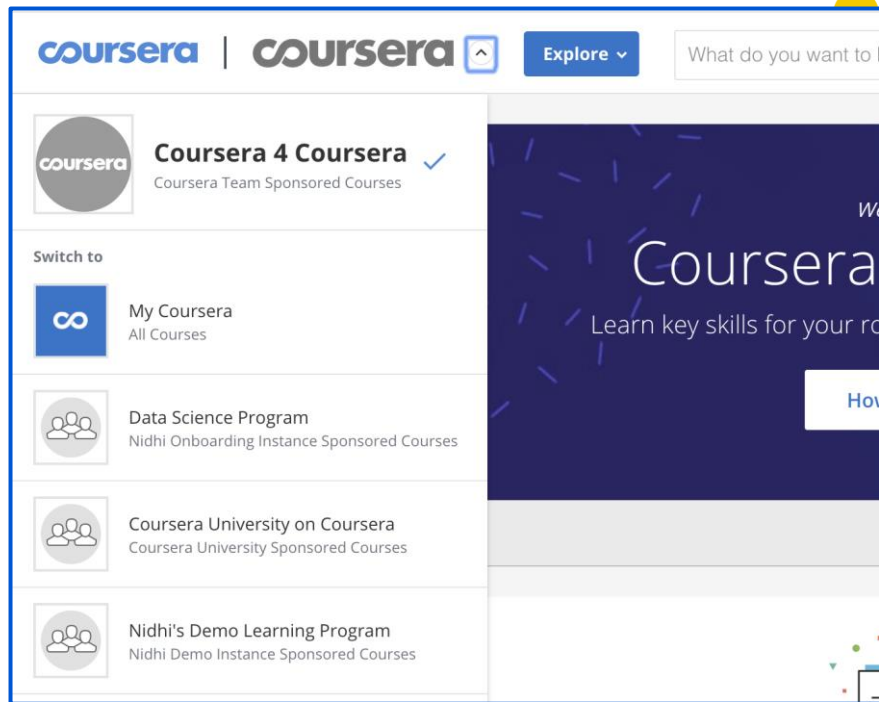 coursera | coursera Explore What do you want to
coursera
Coursera 4 Coursera
Coursera Team Sponsored Courses
Switch to
My Coursera
All Courses
Data Science Program
Nidhi Onboarding Instance Sponsored Courses
Coursera University on Coursera
Coursera University Sponsored Courses
Nidhi's Demo Learning Program
Nidhi Demo Instance Sponsored Courses
Coursera
Learn key skills for your